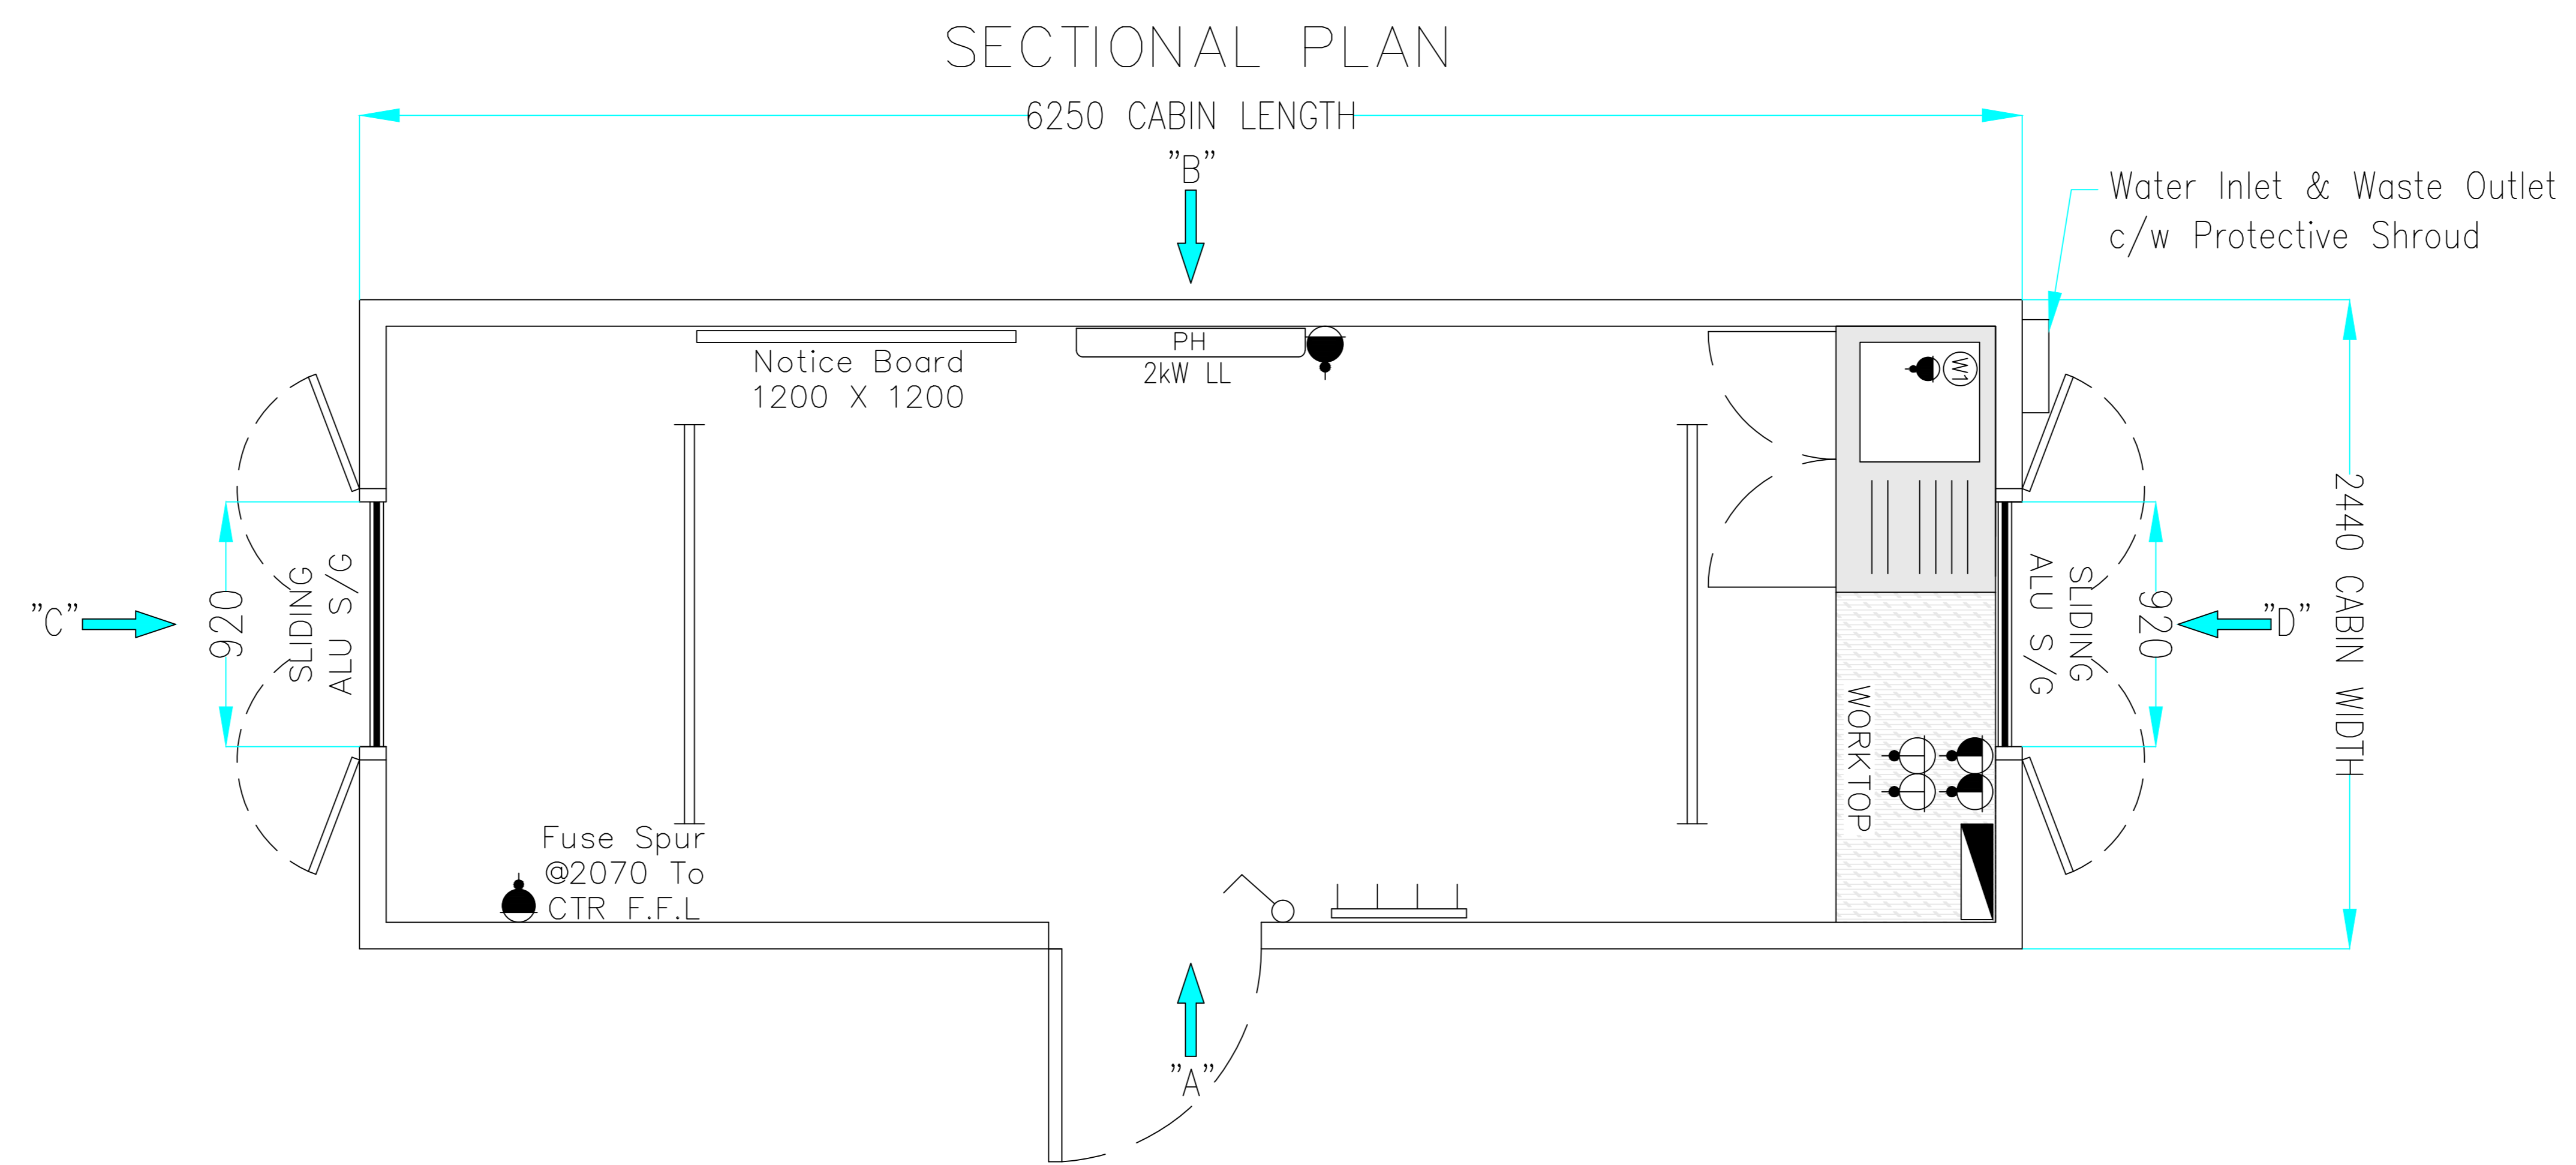 SECTIONAL PLAN
6250 CABIN LENGTH
"B"
Water Inlet & Waste Outlet
c/w Protective Shroud
PH
2kW LL
Notice Board
1200 X 1200
W1
"C"
920
SLIDING
ALU S/G
WORKTOP
SLIDING
ALU S/G
920
"D"
2440 CABIN WIDTH
Fuse Spur
@2070 To
CTR F.F.L
"A"